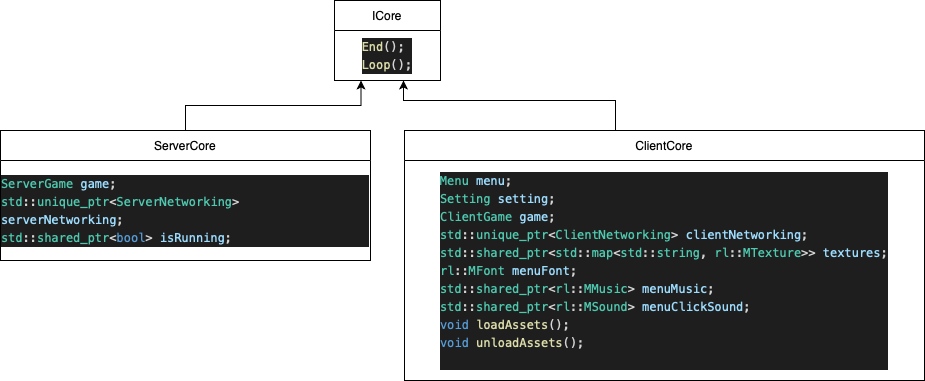 ICore
End();
Loop();
ServerCore
ServerGame game;
std::unique_ptr<ServerNetworking>
serverNetworking;
std::shared_ptr<bool> isRunning;
ClientCore
Menu menu;
Setting setting;
ClientGame game;
std::unique_ptr<ClientNetworking> clientNetworking;
std::shared_ptr<std::map<std::string, rl::MTexture>> textures;
rl::MFont menuFont;
std::shared_ptr<rl::MMusic> menuMusic;
std::shared_ptr<rl::MSound> menuClickSound;
void loadAssets();
void unloadAssets();